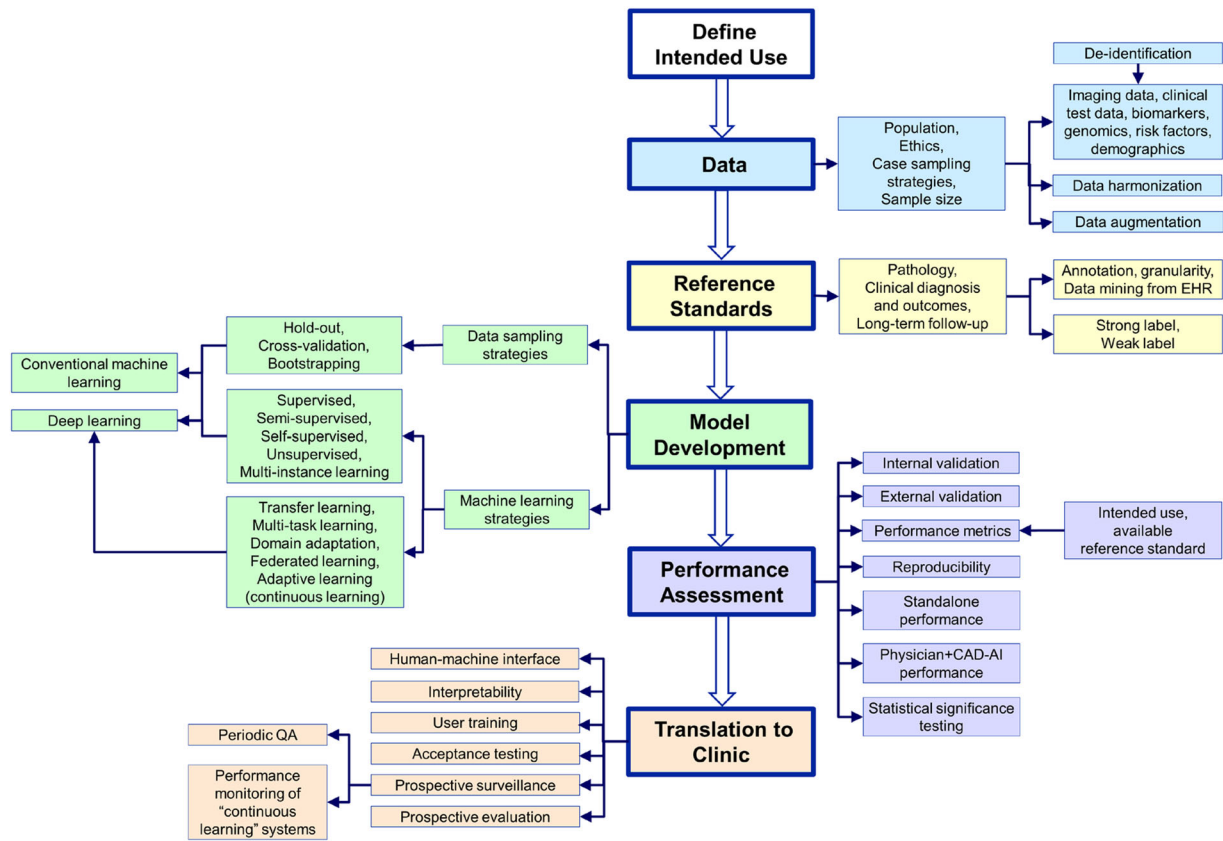 Define
Intended Use
De-identification
Imaging data, clinical
test data, biomarkers,
genomics, risk factors,
demographics
Population,
Ethics,
Case sampling
strategies,
Sample size
Data
Data harmonization
Data augmentation
Reference
Standards
Pathology,
Clinical diagnosis
and outcomes,
Long-term follow-up
Annotation, granularity,
Data mining from EHR
Strong label,
Weak label
Hold-out,
Cross-validation,
Bootstrapping
Data sampling
strategies
Conventional machine
learning
Deep learning
Supervised,
Semi-supervised,
Self-supervised,
Unsupervised,
Multi-instance learning
Model
Development
Transfer learning,
Multi-task learning,
Domain adaptation,
Federated learning,
Adaptive learning
(continuous learning)
Machine learning
strategies
Performance
Assessment
Internal validation
External validation
Performance metrics
Intended use,
available
reference standard
Reproducibility
Standalone
performance
Physician+CAD-AI
performance
Statistical significance
testing
Translation to
Clinic
Human-machine interface
Interpretability
User training
Acceptance testing
Prospective surveillance
Prospective evaluation
Periodic QA
Performance
monitoring of
“continuous
learning” systems